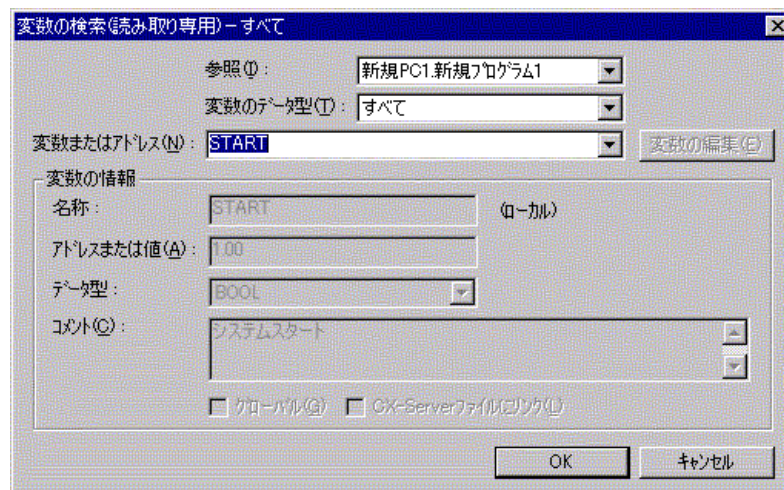 変数の検索(読み取り専用)－すべて
参照(I)： 新規PC1.新規ﾌﾟﾛｸﾞﾗﾑ1
変数のﾃﾞｰﾀ型(T)： すべて
変数またはｱﾄﾞﾚｽ(N)： START 変数の編集(E)
変数の情報
名称： START (ﾛｰｶﾙ)
ｱﾄﾞﾚｽまたは値(A)： 1.00
ﾃﾞｰﾀ型： BOOL
ｺﾒﾝﾄ(C)： システムスタート
ｸﾞﾛｰﾊﾞﾙ(G) CX-Serverﾌｧｲﾙにﾘﾝｸ(L)
OK ｷｬﾝｾﾙ